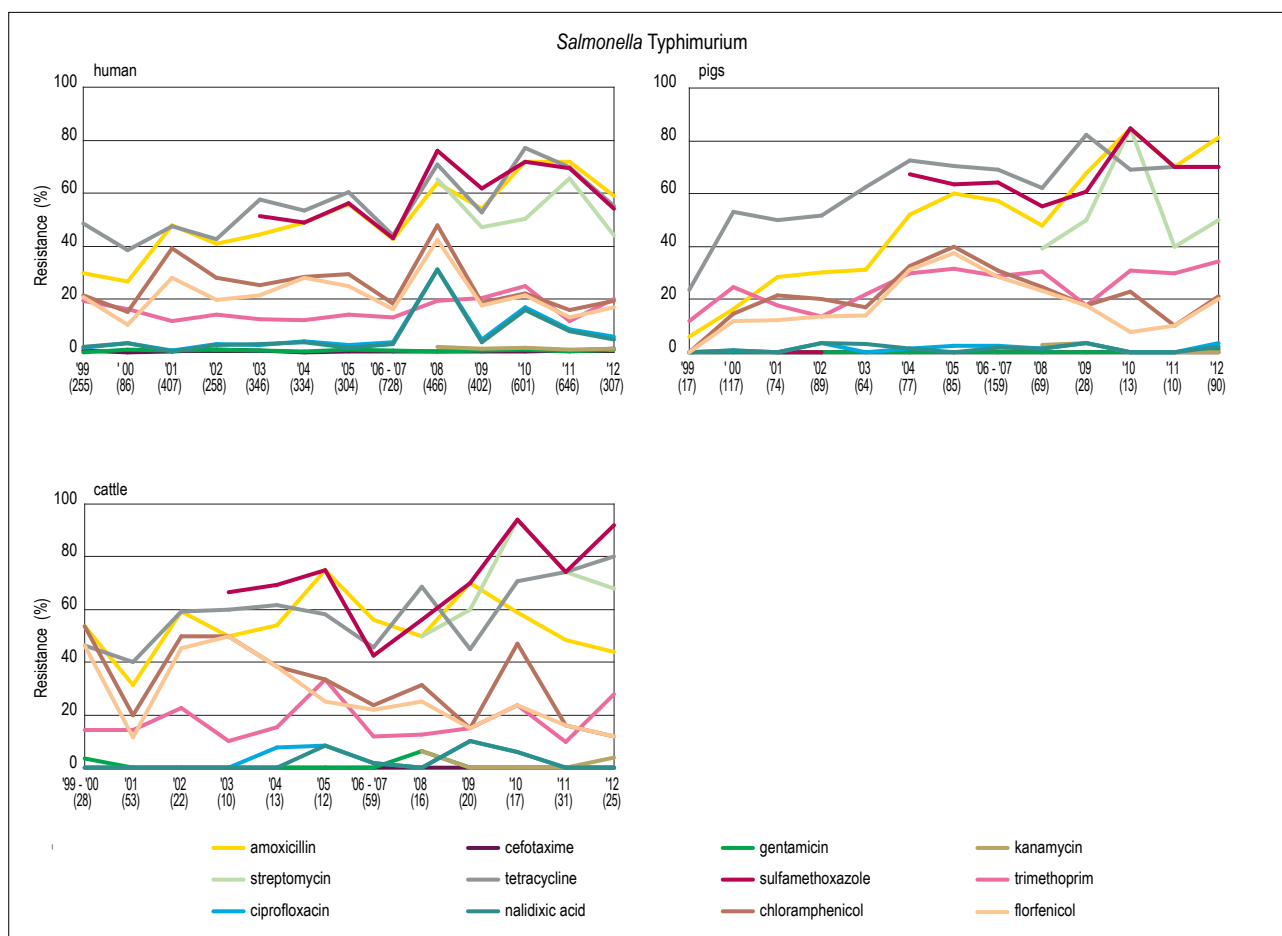 Salmonella Typhimurium
human
100
80
60
40
20
0
Resistance (%)
'99 '00 '01 '02 '03 '04 '05 '06 - '07 '08 '09 '10 '11 '12
(255) (86) (407) (258) (346) (334) (304) (728) (466) (402) (601) (646) (307)
pigs
100
80
60
40
20
0
'99 '00 '01 '02 '03 '04 '05 '06 - '07 '08 '09 '10 '11 '12
(17) (117) (74) (89) (64) (77) (85) (159) (69) (28) (13) (10) (90)
cattle
100
80
60
40
20
0
Resistance (%)
'99 - '00 '01 '02 '03 '04 '05 '06 - '07 '08 '09 '10 '11 '12
(28) (53) (22) (10) (13) (12) (59) (16) (20) (17) (31) (25)
amoxicillin cefotaxime gentamicin kanamycin
streptomycin tetracycline sulfamethoxazole trimethoprim
ciprofloxacin nalidixic acid chloramphenicol florfenicol